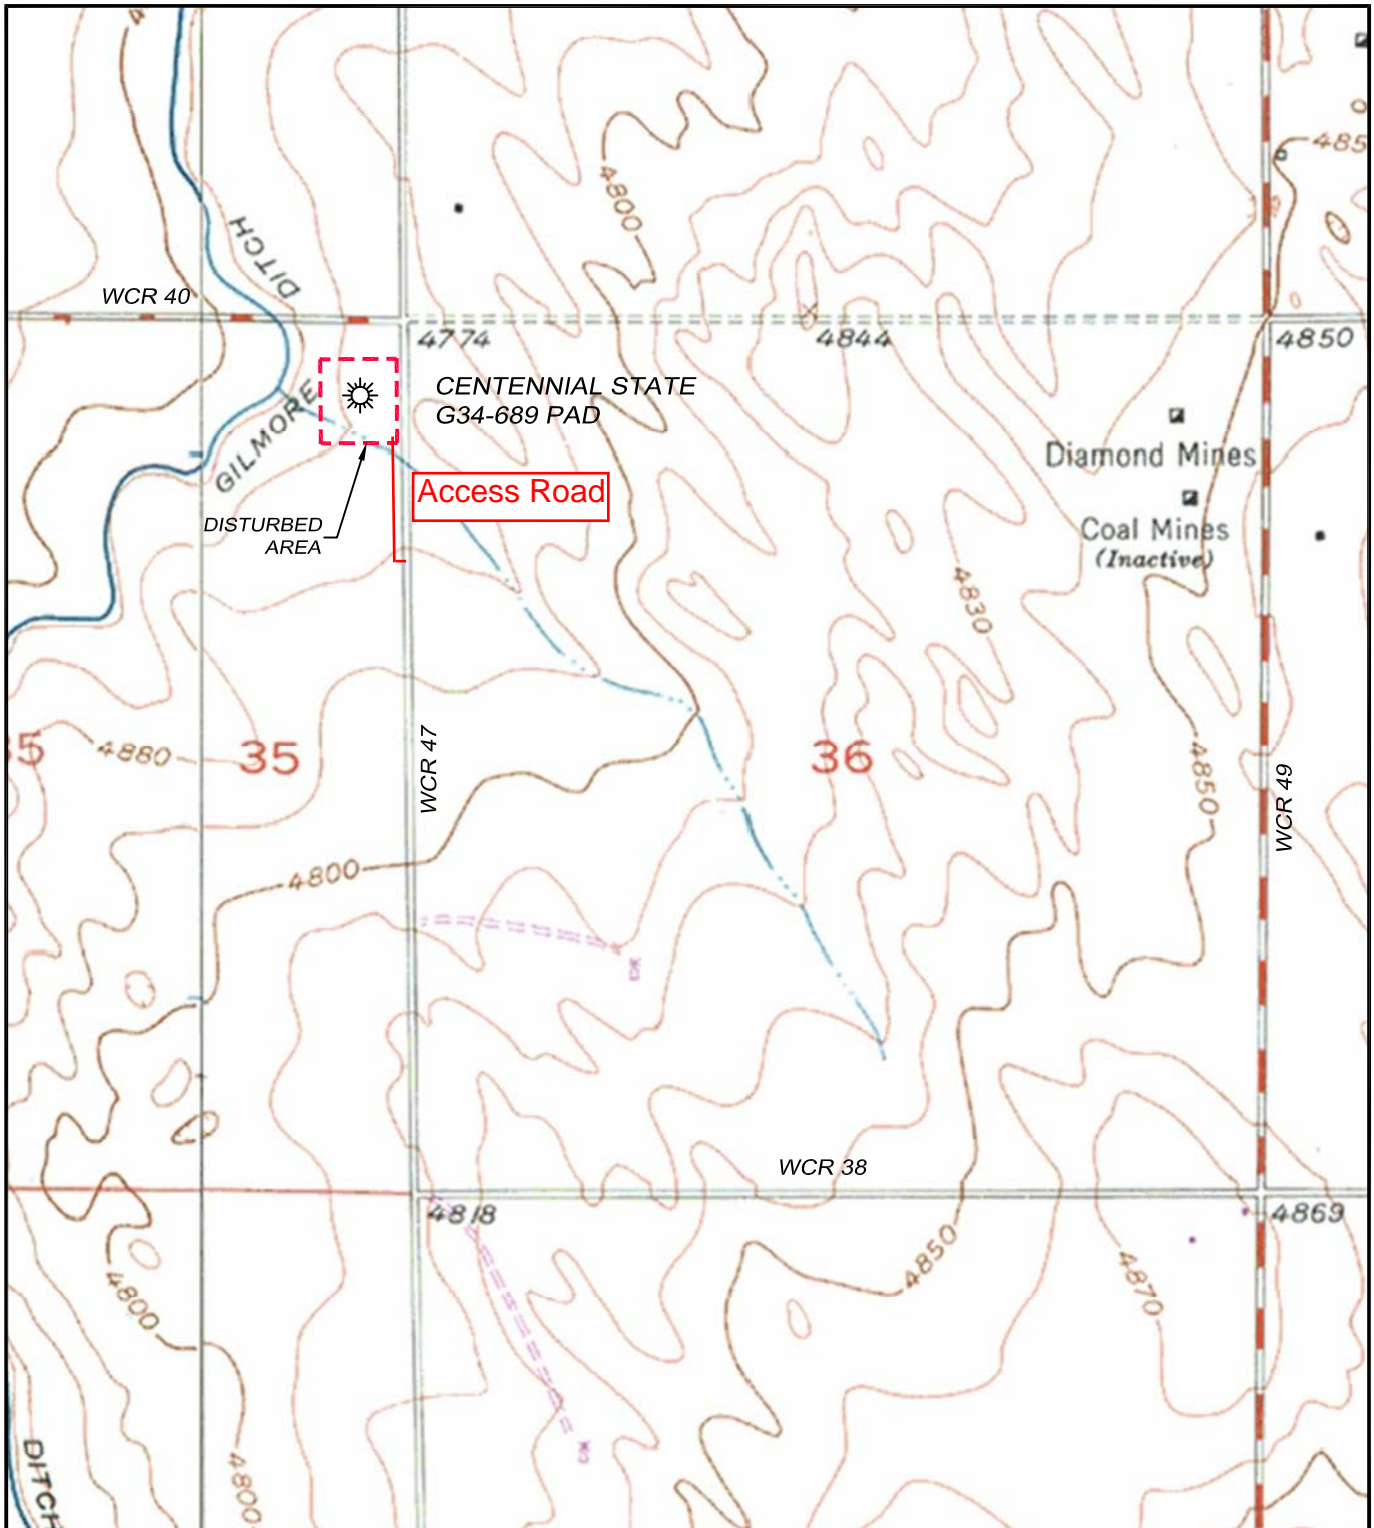 4800
485
DITCH
WCR 40
4774
4844
4850
CENTENNIAL STATE
G34-689 PAD
GILMORE
Diamond Mines
Access Road
DISTURBED
AREA
Coal Mines
(Inactive)
4830
35
4880
35
WCR 47
36
4850
WCR 49
4800
WCR 38
4818
4869
4850
4870
4800
DITCH
4800